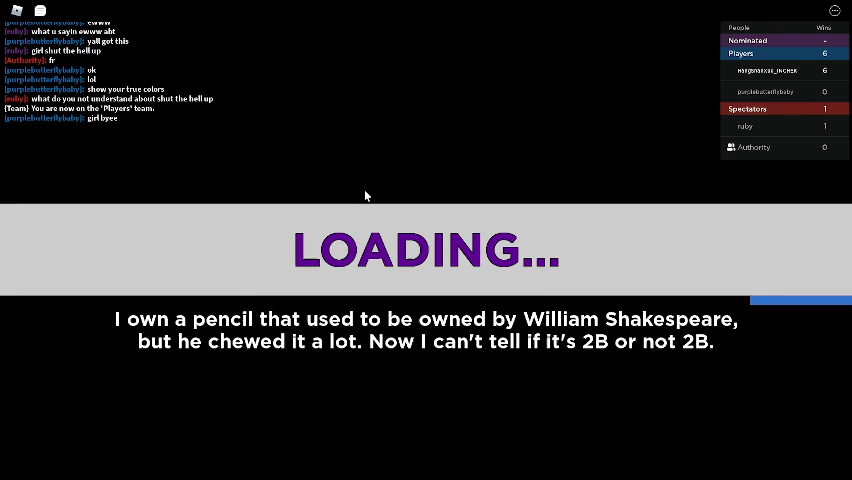 [purplebutterflybaby]: ewww
[ruby]: what u sayin ewww abt
[purplebutterflybaby]: yall got this
[ruby]: girl shut the hell up
[Authority]: fr
[purplebutterflybaby]: ok
[purplebutterflybaby]: lol
[purplebutterflybaby]: show your true colors
[ruby]: what do you not understand about shut the hell up
{Team} You are now on the 'Players' team.
[purplebutterflybaby]: girl byee
People Wins
Nominated -
Players 6
6
purplebutterflybaby 0
Spectators 1
ruby 1
Authority 0
LOADING...
I own a pencil that used to be owned by William Shakespeare,
but he chewed it a lot. Now I can't tell if it's 2B or not 2B.